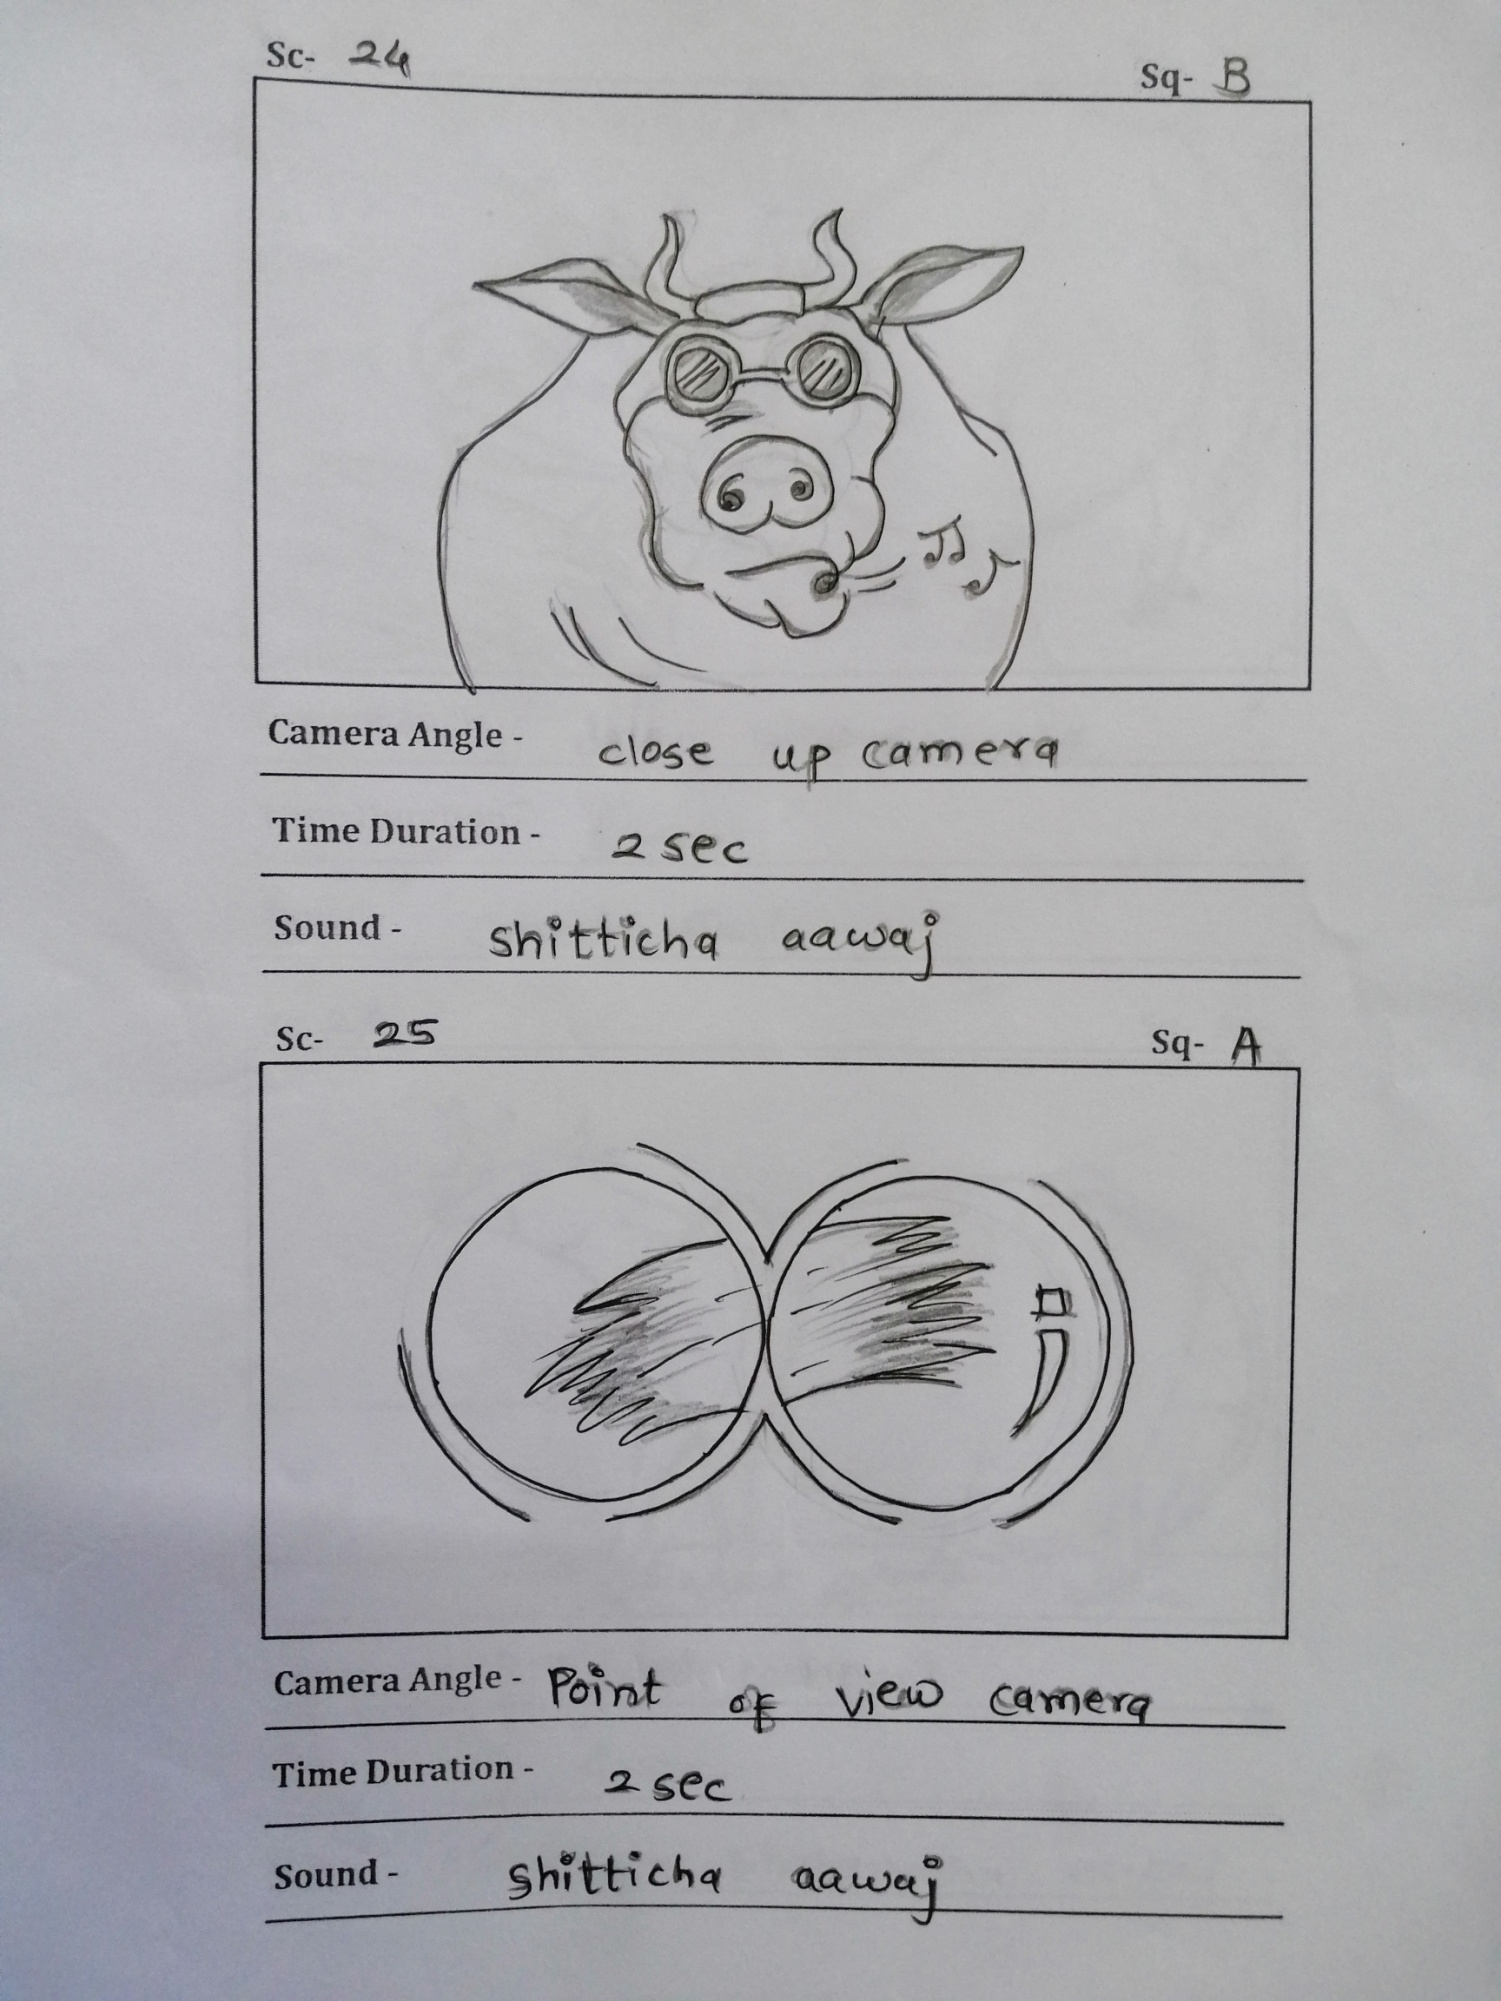 Sc- 24
Sq- B
Camera Angle - close up camera
Time Duration - 2 sec
Sound - shitticha aawaj
Sc- 25
Sq- A
Camera Angle - Point of view camera
Time Duration - 2 sec
Sound - shitticha aawaj